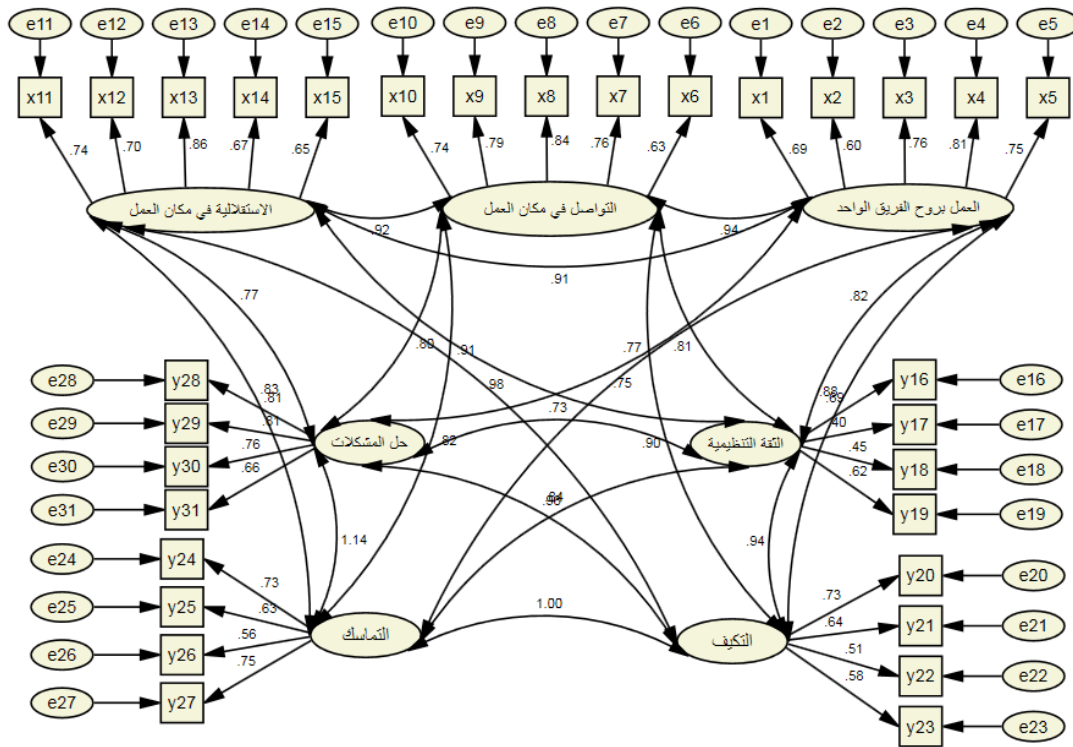 e11 e12 e13 e14 e15 e10 e9 e8 e7 e6 e1 e2 e3 e4 e5
x11 x12 x13 x14 x15 x10 x9 x8 x7 x6 x1 x2 x3 x4 x5
.74 .70 .86 .67 .65 .74 .79 .84 .76 .63 .69 .60 .76 .81 .75
الاستقلالية في مكان العمل
التواصل في مكان العمل
العمل بروح الفريق الواحد
.92 .94
.91
.77 .82
.91 .98 .77 .75 .81
e28 y28 .83
.81
e29 y29 .81
e30 y30 .76
e31 y31 .66
حل المشكلات
.73
.82
.90
الثقة التنظيمية
y16 e16
.40 y17 e17
.45 y18 e18
.62 y19 e19
1.14
.94
e24 y24 .73
e25 y25 .63
e26 y26 .56
e27 y27 .75
التماسك
1.00
التكيف
.73 y20 e20
.64 y21 e21
.51 y22 e22
.58 y23 e23